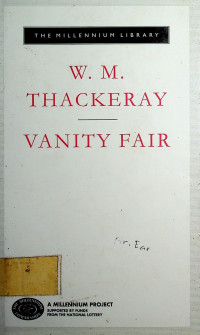 THE MILLENNIUM LIBRARY
W. M.
THACKERAY
VANITY FAIR
A MILLENNIUM PROJECT
SUPPORTED BY FUNDS
FROM THE NATIONAL LOTTERY